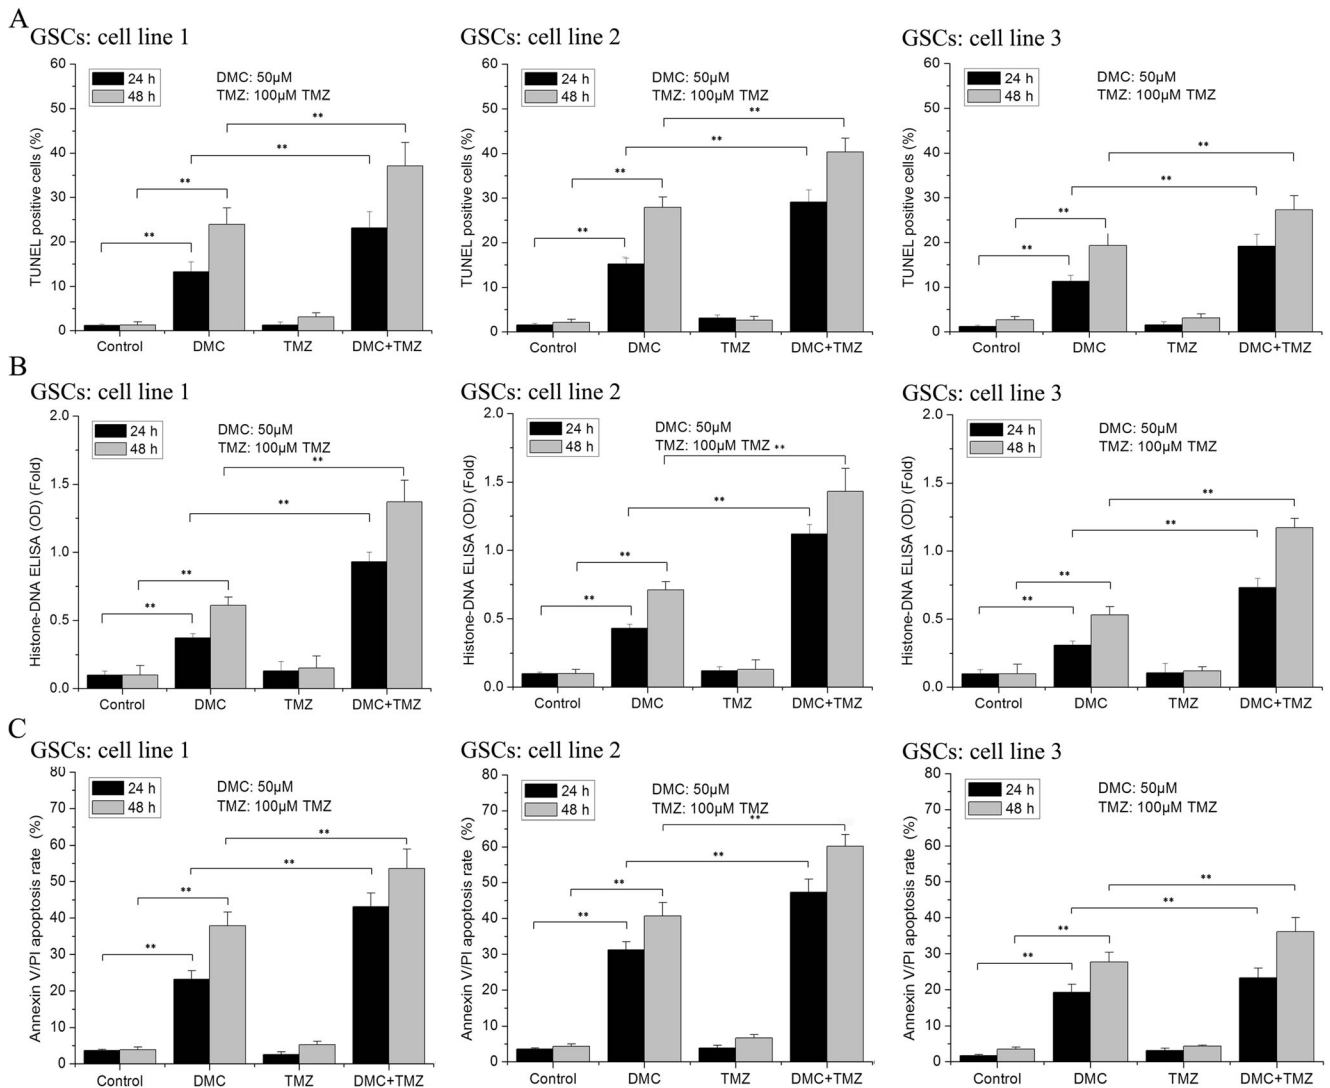 A
GSCs: cell line 1
60
50
40
30
20
10
0
TUNEL positive cells (%)
24 h
48 h
DMC: 50μM
TMZ: 100μM TMZ
**
**
**
**
Control DMC TMZ DMC+TMZ
GSCs: cell line 2
60
50
40
30
20
10
0
TUNEL positive cells (%)
24 h
48 h
DMC: 50μM
TMZ: 100μM TMZ
**
**
**
**
Control DMC TMZ DMC+TMZ
GSCs: cell line 3
60
50
40
30
20
10
0
TUNEL positive cells (%)
24 h
48 h
DMC: 50μM
TMZ: 100μM TMZ
**
**
**
**
Control DMC TMZ DMC+TMZ
B
GSCs: cell line 1
2.0
1.5
1.0
0.5
0.0
Histone-DNA ELISA (OD) (Fold)
24 h
48 h
DMC: 50μM
TMZ: 100μM TMZ
**
**
**
**
Control DMC TMZ DMC+TMZ
GSCs: cell line 2
2.0
1.5
1.0
0.5
0.0
Histone-DNA ELISA (OD) (Fold)
24 h
48 h
DMC: 50μM
TMZ: 100μM TMZ
**
**
**
**
Control DMC TMZ DMC+TMZ
GSCs: cell line 3
2.0
1.5
1.0
0.5
0.0
Histone-DNA ELISA (OD) (Fold)
24 h
48 h
DMC: 50μM
TMZ: 100μM TMZ
**
**
**
**
Control DMC TMZ DMC+TMZ
C
GSCs: cell line 1
80
70
60
50
40
30
20
10
0
Annexin V/PI apoptosis rate (%)
24 h
48 h
DMC: 50μM
TMZ: 100μM TMZ
**
**
**
**
Control DMC TMZ DMC+TMZ
GSCs: cell line 2
80
70
60
50
40
30
20
10
0
Annexin V/PI apoptosis rate (%)
24 h
48 h
DMC: 50μM
TMZ: 100μM TMZ
**
**
**
**
Control DMC TMZ DMC+TMZ
GSCs: cell line 3
80
70
60
50
40
30
20
10
0
Annexin V/PI apoptosis rate (%)
24 h
48 h
DMC: 50μM
TMZ: 100μM TMZ
**
**
**
**
Control DMC TMZ DMC+TMZ